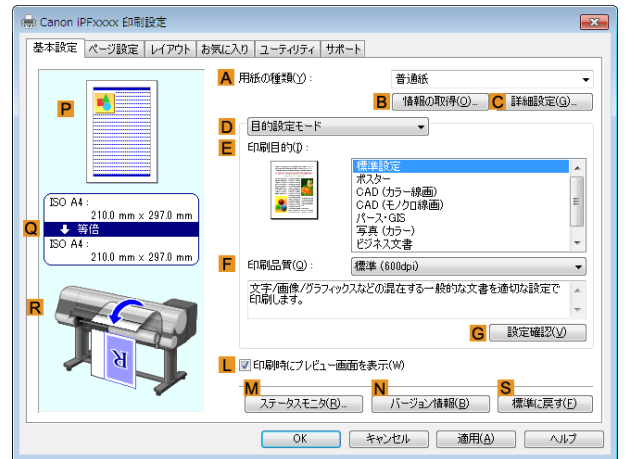 Canon iPFxxxx 印刷設定
基本設定 ページ設定 レイアウト お気に入り ユーティリティ サポート
A 用紙の種類(Y): 普通紙
B 情報の取得(O)... C 詳細設定(G)...
P
D 目的設定モード
E 印刷目的(I):
標準設定
ポスター
CAD (カラー線画)
CAD (モノクロ線画)
パース・GIS
写真 (カラー)
ビジネス文書
ISO A4 :
210.0 mm x 297.0 mm
Q 等倍
ISO A4 :
210.0 mm x 297.0 mm
F 印刷品質(Q): 標準 (600dpi)
文字/画像/グラフィックスなどの混在する一般的な文書を適切な設定で
印刷します。
R
R
G 設定確認(V)
L 印刷時にプレビュー画面を表示(W)
M N S
ステータスモニタ(R)... バージョン情報(B) 標準に戻す(F)
OK キャンセル 適用(A) ヘルプ